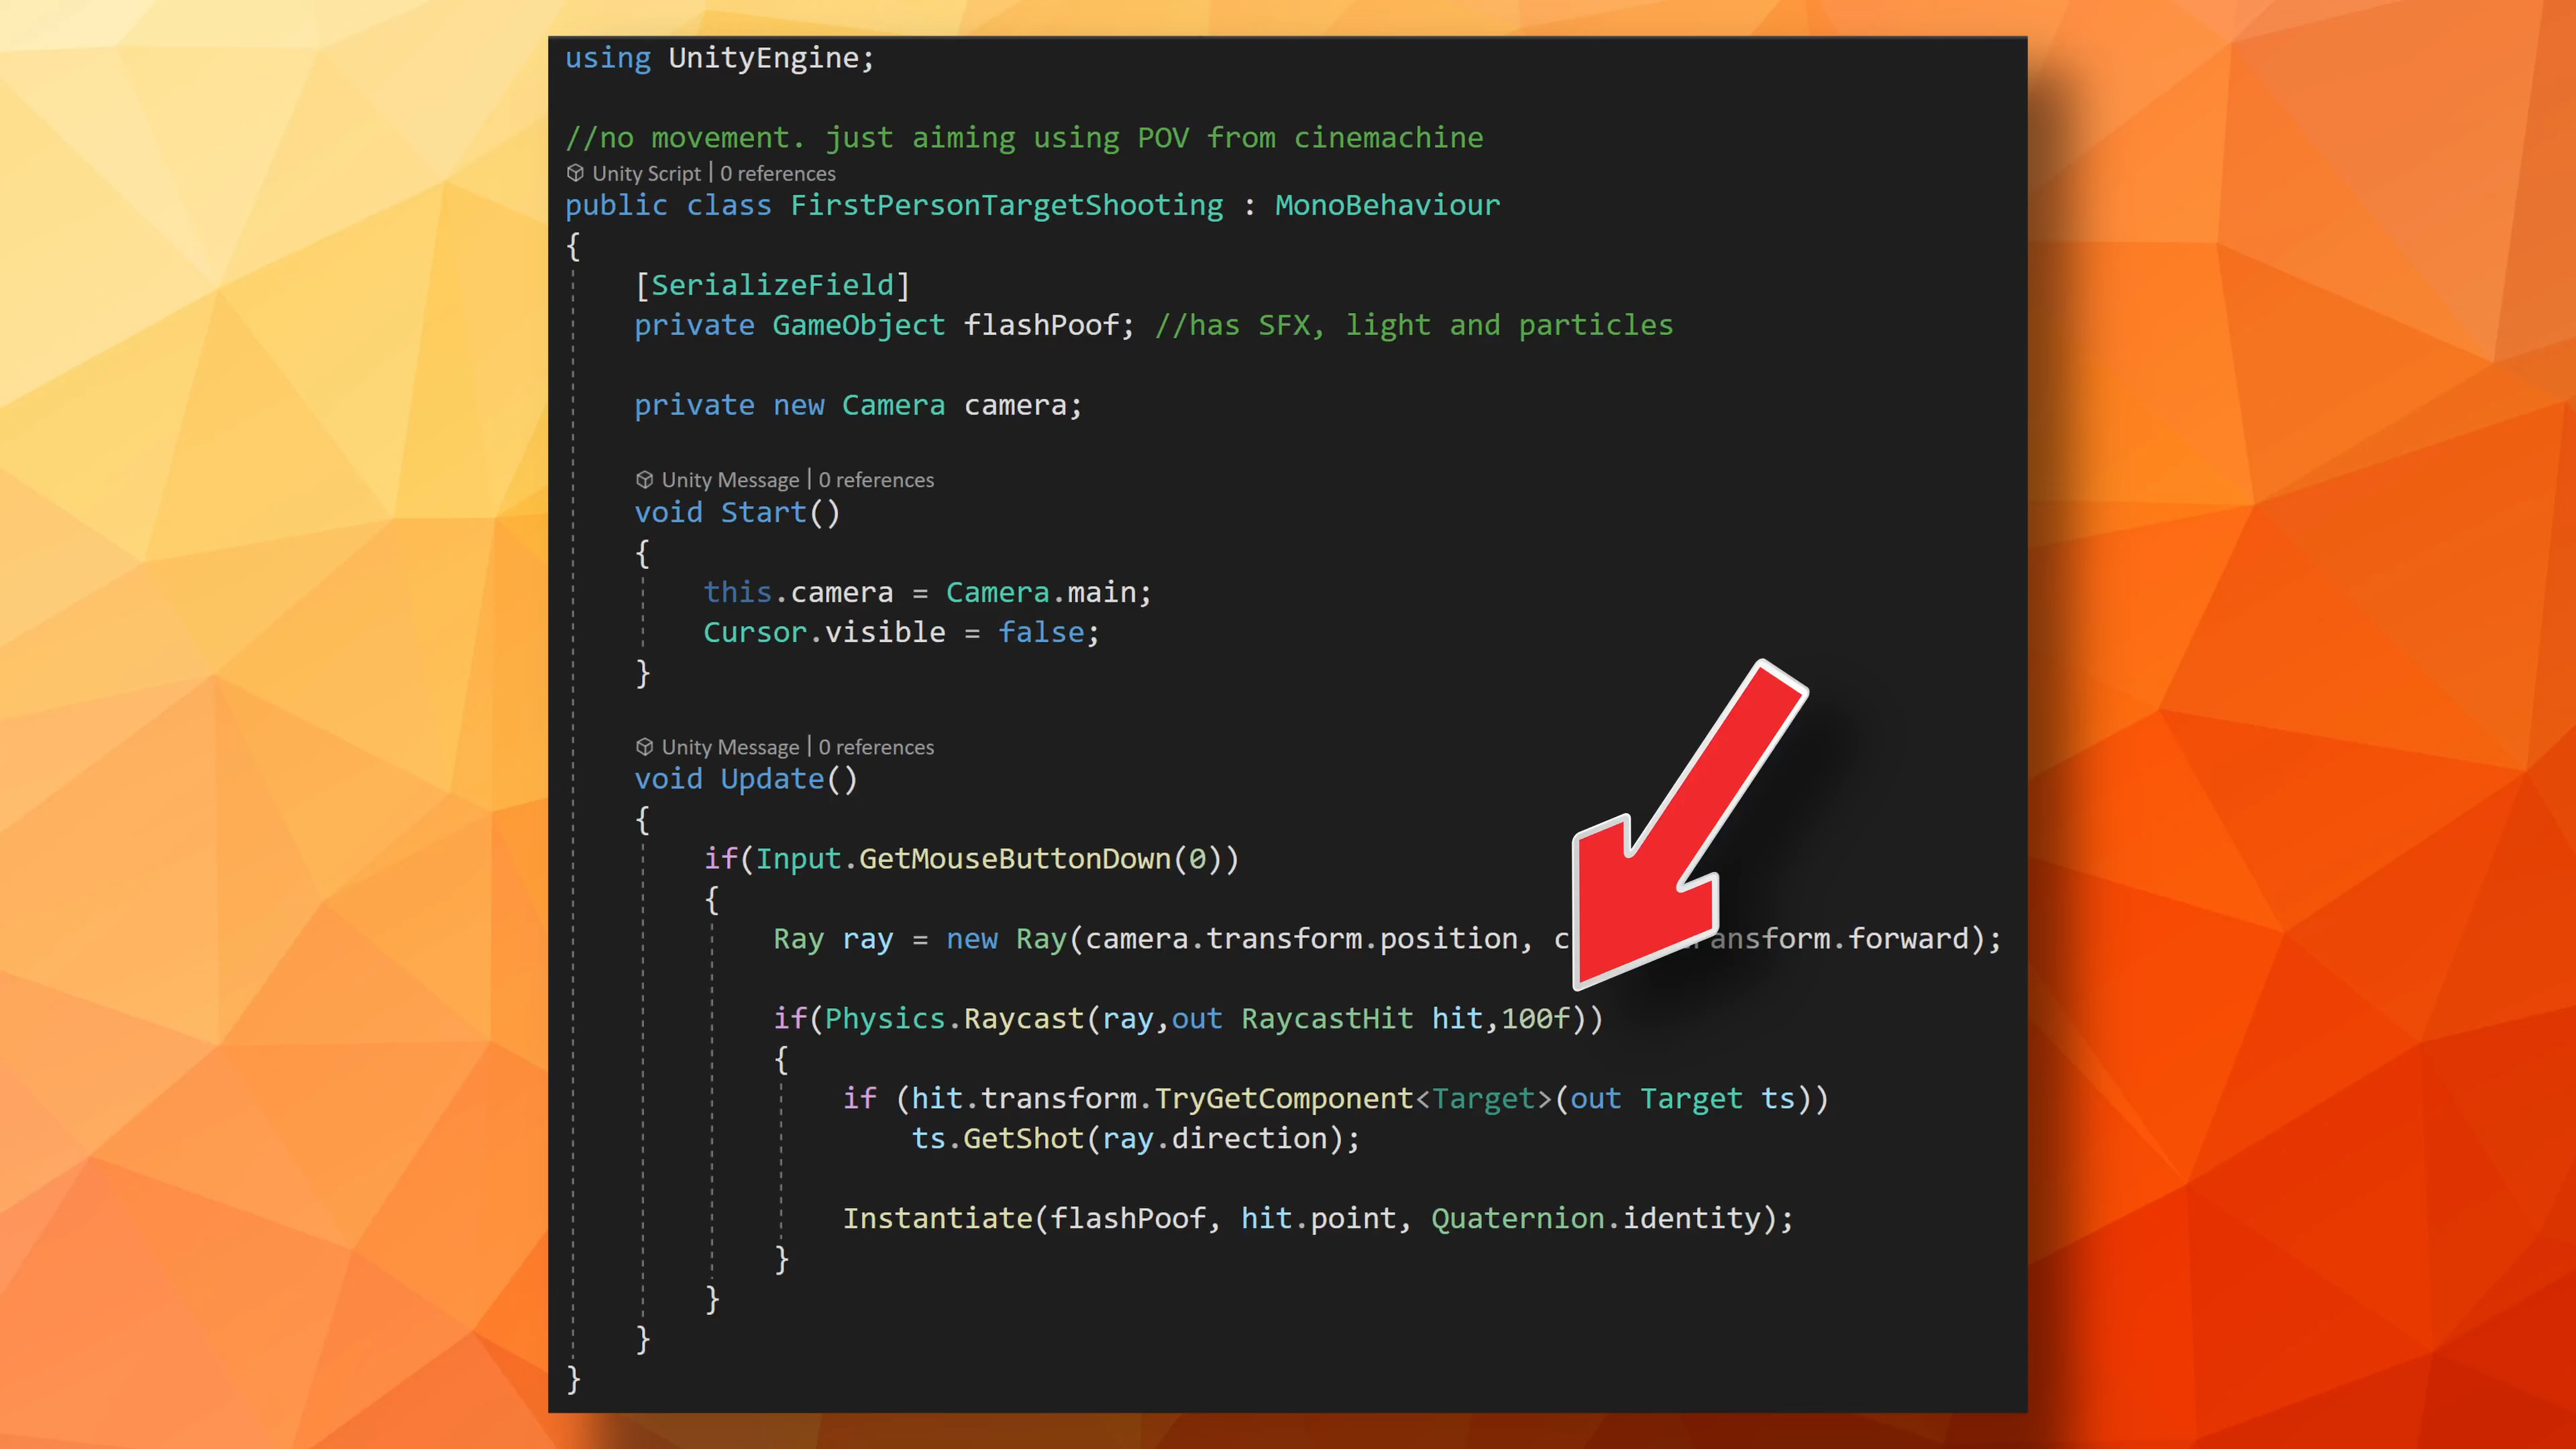 using UnityEngine;
//no movement. just aiming using POV from cinemachine
Unity Script | 0 references
public class FirstPersonTargetShooting : MonoBehaviour
{
[SerializeField]
private GameObject flashPoof; //has SFX, light and particles
private new Camera camera;
Unity Message | 0 references
void Start()
{
this.camera = Camera.main;
Cursor.visible = false;
}
Unity Message | 0 references
void Update()
{
if(Input.GetMouseButtonDown(0))
{
Ray ray = new Ray(camera.transform.position, transform.forward);
if(Physics.Raycast(ray,out RaycastHit hit,100f))
{
if (hit.transform.TryGetComponent<Target>(out Target ts))
ts.GetShot(ray.direction);
Instantiate(flashPoof, hit.point, Quaternion.identity);
}
}
}
}